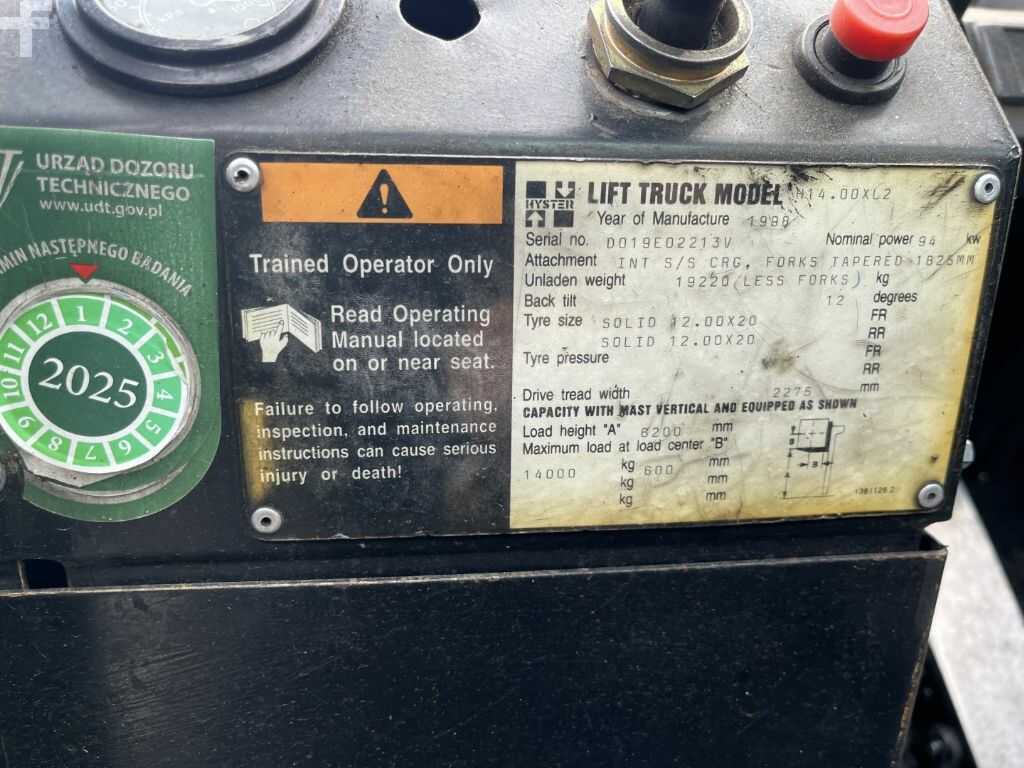 URZĄD DOZORU
TECHNICZNEGO
www.udt.gov.pl
TERMIN NASTĘPNEGO BADANIA
1 2 3 4 5 6 7 8 9 10 11 12
2025
Trained Operator Only
Read Operating
Manual located
on or near seat.
Failure to follow operating,
inspection, and maintenance
instructions can cause serious
injury or death!
HYSTER
LIFT TRUCK MODEL H14.00XL2
Year of Manufacture 1998
Serial no. D019E02213V Nominal power 94 kw
Attachment INT S/S CRG, FORKS TAPERED 1825MM
Unladen weight 19220 (LESS FORKS) kg
Back tilt 12 degrees
Tyre size SOLID 12.00X20 FR
SOLID 12.00X20 RR
Tyre pressure FR
RR
Drive tread width 2275 mm
CAPACITY WITH MAST VERTICAL AND EQUIPPED AS SHOWN
Load height "A" 6200 mm
Maximum load at load center "B"
14000 kg 600 mm
kg mm
kg mm
B
B
A